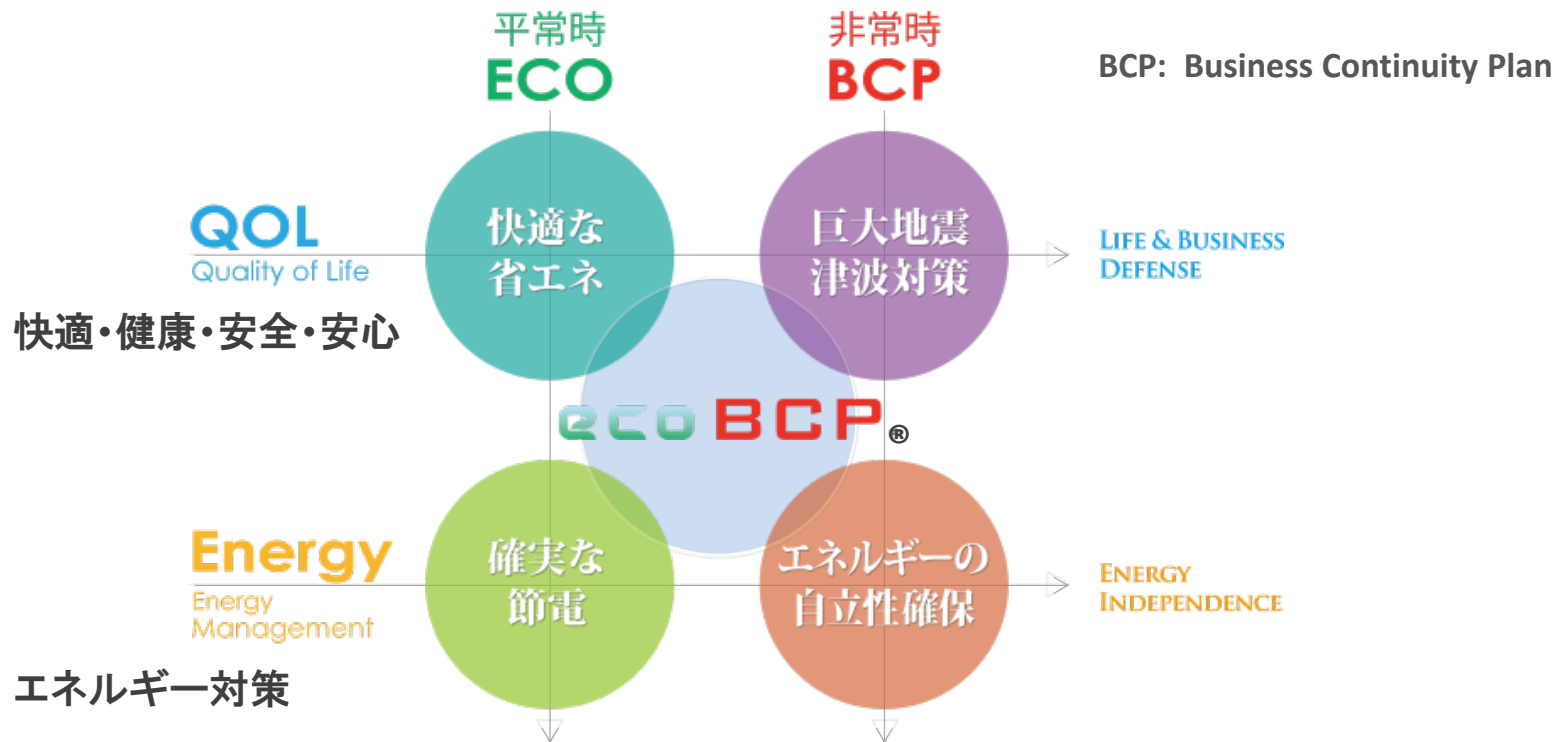 平常時
ECO
非常時
BCP
BCP: Business Continuity Plan
QOL
Quality of Life
快適・健康・安全・安心
快適な
省エネ
巨大地震
津波対策
LIFE & BUSINESS
DEFENSE
eco BCP®
Energy
Energy
Management
エネルギー対策
確実な
節電
エネルギーの
自立性確保
ENERGY
INDEPENDENCE